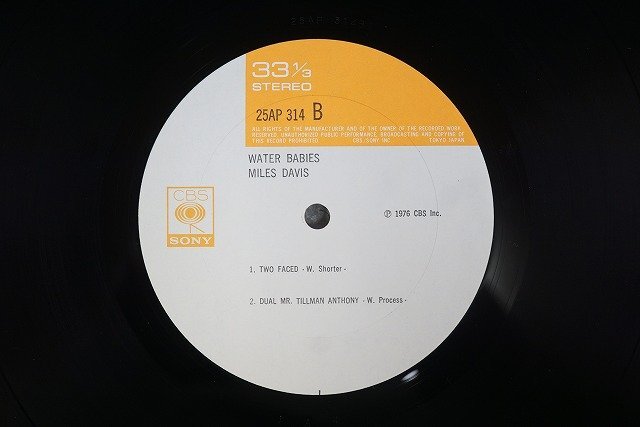 33 1/3
STEREO
25AP 314 B
ALL RIGHTS OF THE MANUFACTURER AND OF THE OWNER OF THE RECORDED WORK
RESERVED. UNAUTHORIZED PUBLIC PERFORMANCE, BROADCASTING AND COPYING OF
THIS RECORD PROHIBITED CBS/SONY INC. TOKYO JAPAN
WATER BABIES
MILES DAVIS
CBS
SONY
℗ 1976 CBS Inc.
1. TWO FACED - W. Shorter -
2. DUAL MR. TILLMAN ANTHONY - W. Process -